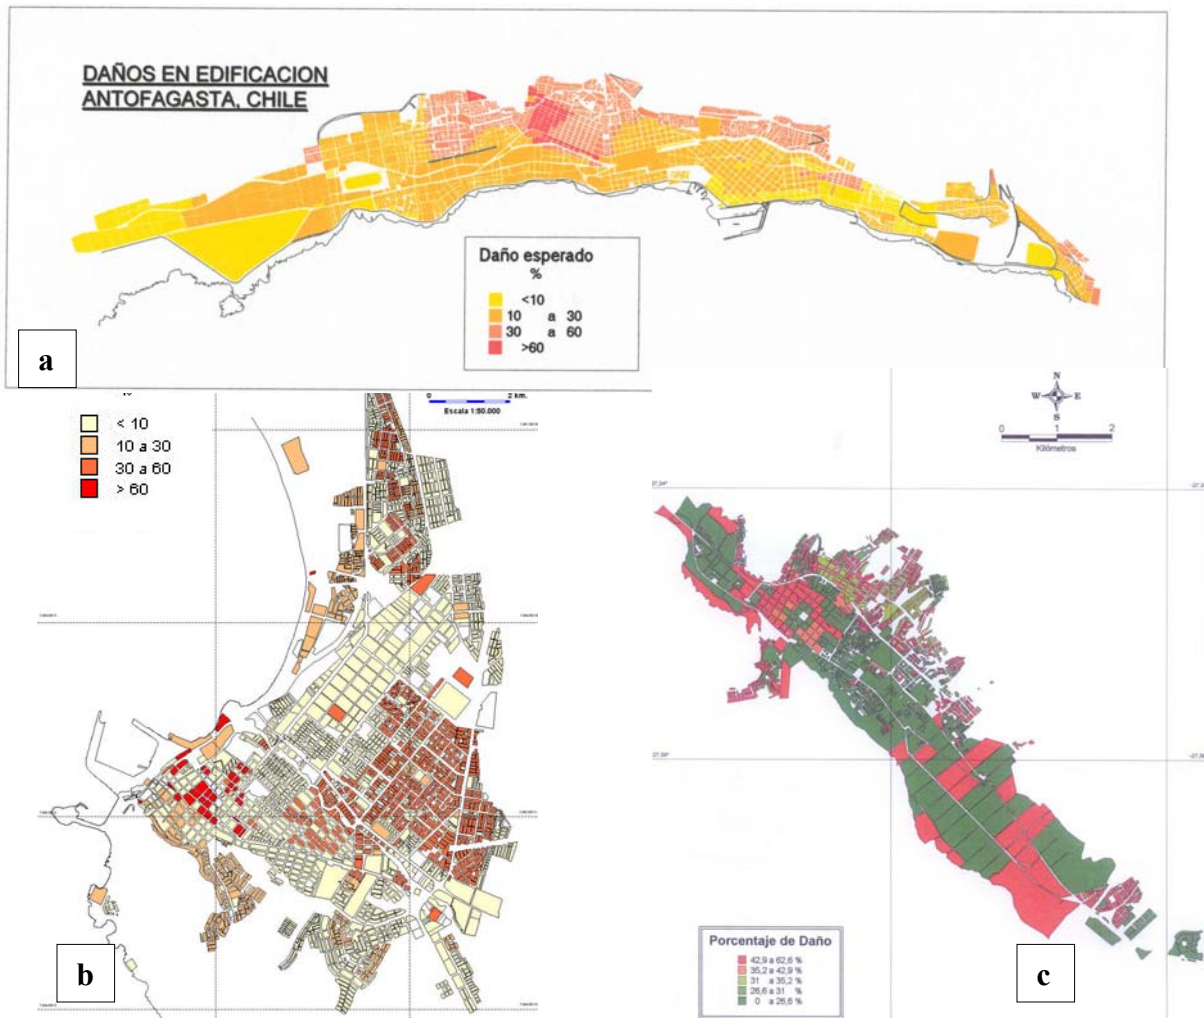 DAÑOS EN EDIFICACION
ANTOFAGASTA, CHILE
Daño esperado
%
<10
10 a 30
30 a 60
>60
a
< 10
10 a 30
30 a 60
> 60
0 2 km.
Escala 1:50.000
b
N
W E
S
0 1 2
Kilómetros
Porcentaje de Daño
42,9 a 62,6 %
35,2 a 42,9 %
31 a 35,2 %
26,6 a 31 %
0 a 26,6 %
c